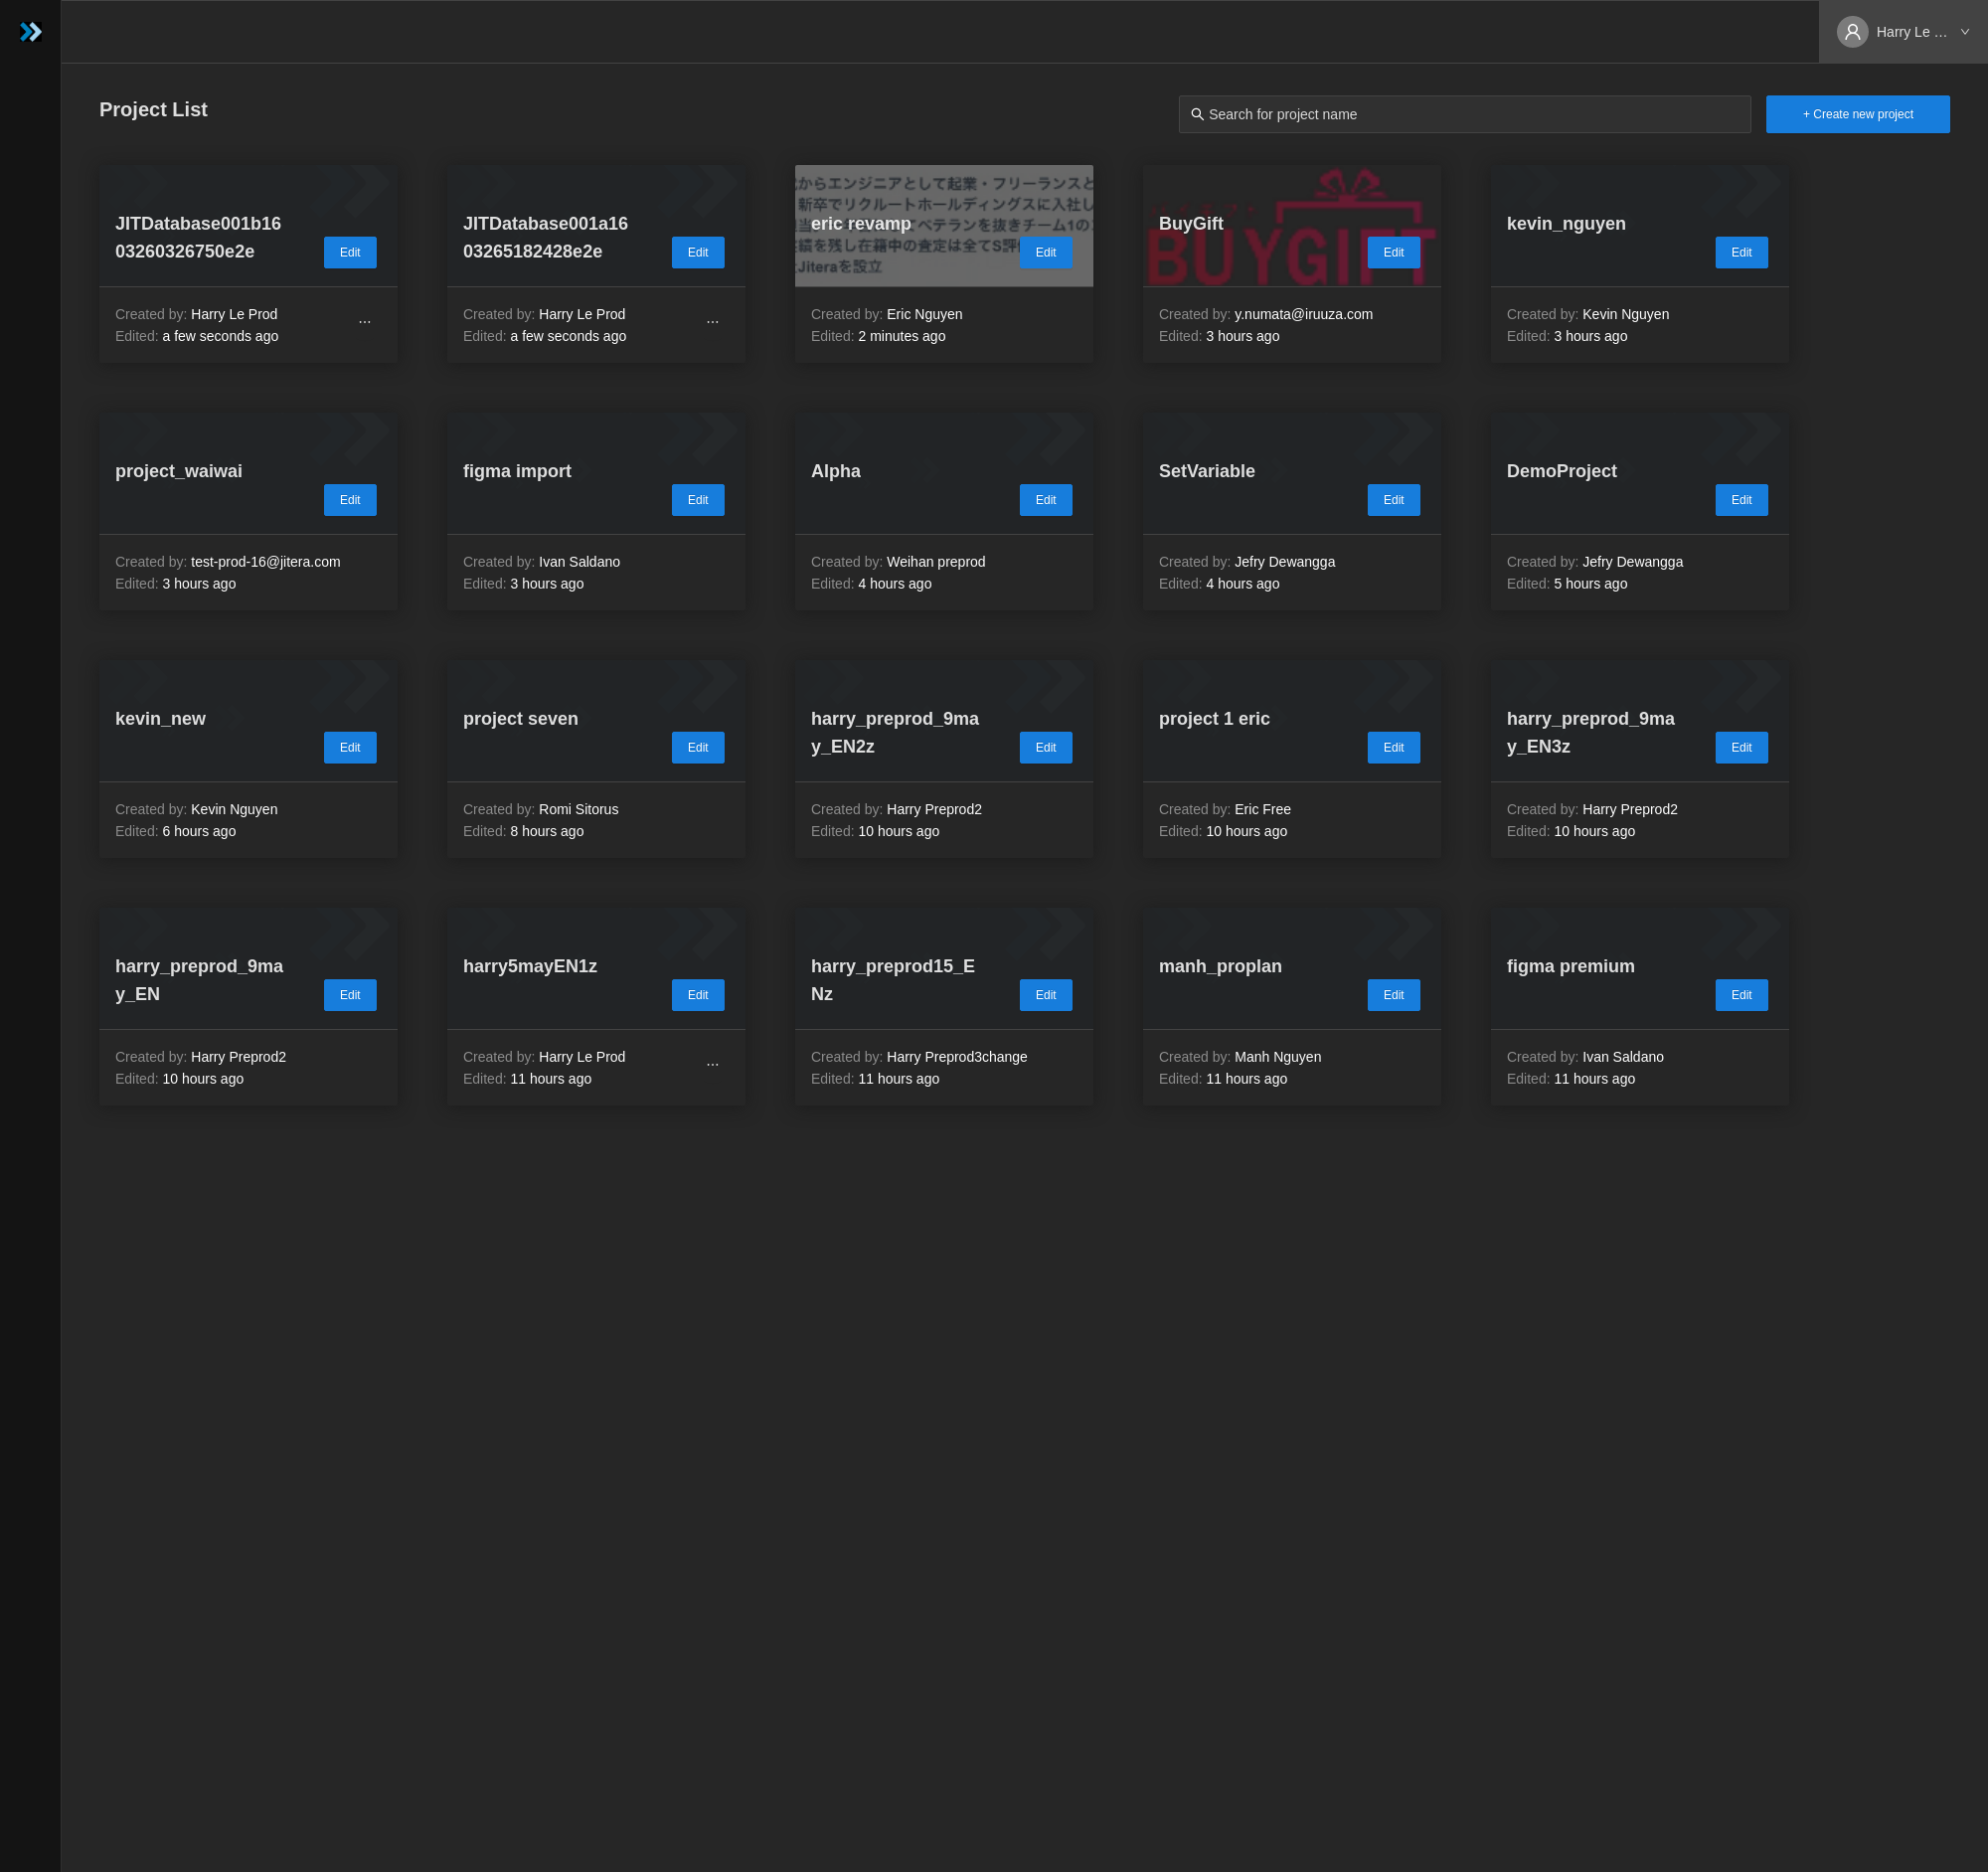 Harry Le ...
Project List
Search for project name
+ Create new project
JITDatabase001b16
03260326750e2e
Edit
Created by: Harry Le Prod
...
Edited: a few seconds ago
JITDatabase001a16
03265182428e2e
Edit
Created by: Harry Le Prod
...
Edited: a few seconds ago
からエンジニアとして起業・フリーランスと
新卒でリクルートホールディングスに入社し
eric revamp
ベテランを抜きチーム1の
績を残し在籍中の査定は全てS評
Jiteraを設立
Edit
Created by: Eric Nguyen
Edited: 2 minutes ago
BuyGift
BUYGIFT
Edit
Created by: y.numata@iruuza.com
Edited: 3 hours ago
kevin_nguyen
Edit
Created by: Kevin Nguyen
Edited: 3 hours ago
project_waiwai
Edit
Created by: test-prod-16@jitera.com
Edited: 3 hours ago
figma import
Edit
Created by: Ivan Saldano
Edited: 3 hours ago
Alpha
Edit
Created by: Weihan preprod
Edited: 4 hours ago
SetVariable
Edit
Created by: Jefry Dewangga
Edited: 4 hours ago
DemoProject
Edit
Created by: Jefry Dewangga
Edited: 5 hours ago
kevin_new
Edit
Created by: Kevin Nguyen
Edited: 6 hours ago
project seven
Edit
Created by: Romi Sitorus
Edited: 8 hours ago
harry_preprod_9ma
y_EN2z
Edit
Created by: Harry Preprod2
Edited: 10 hours ago
project 1 eric
Edit
Created by: Eric Free
Edited: 10 hours ago
harry_preprod_9ma
y_EN3z
Edit
Created by: Harry Preprod2
Edited: 10 hours ago
harry_preprod_9ma
y_EN
Edit
Created by: Harry Preprod2
Edited: 10 hours ago
harry5mayEN1z
Edit
Created by: Harry Le Prod
...
Edited: 11 hours ago
harry_preprod15_E
Nz
Edit
Created by: Harry Preprod3change
Edited: 11 hours ago
manh_proplan
Edit
Created by: Manh Nguyen
Edited: 11 hours ago
figma premium
Edit
Created by: Ivan Saldano
Edited: 11 hours ago